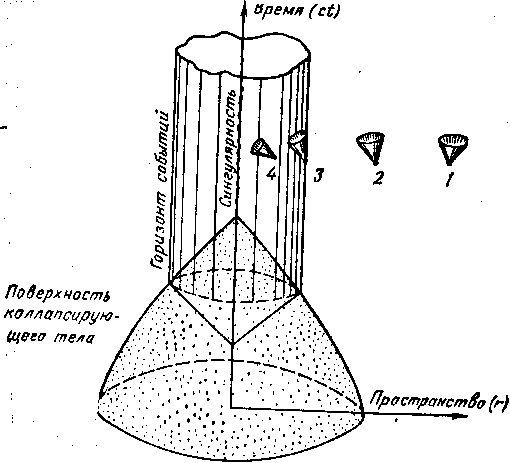 Время (ct)
Горизонт событий
Сингулярность
4
3
2
1
Поверхность
коллапсирую-
щего тела
Пространство (r)